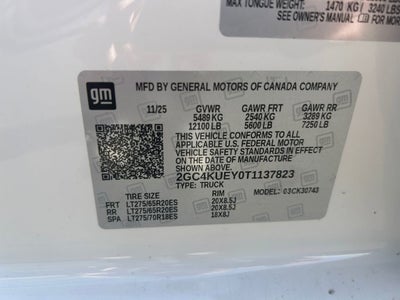 MAX TONGUE WEIGHT: 1470 KG / 3240 LBS
SEE OWNER'S MANUAL FOR MOR
gm
MFD BY GENERAL MOTORS OF CANADA COMPANY
11/25 GVWR GAWR FRT GAWR RR
5489 KG 2540 KG 3289 KG
12100 LB 5600 LB 7250 LB
THIS VEHICLE CONFORMS TO ALL APPLICABLE
U.S. FEDERAL MOTOR VEHICLE SAFETY
STANDARDS IN EFFECT ON THE DATE OF
MANUFACTURE SHOWN ABOVE.
2GC4KUEY0T1137823
TYPE: TRUCK MODEL: 03CK30743
TIRE SIZE RIM
FRT LT275/65R20ES 20X8.5J
RR LT275/65R20ES 20X8.5J
LT275/70R18ES 18X8J